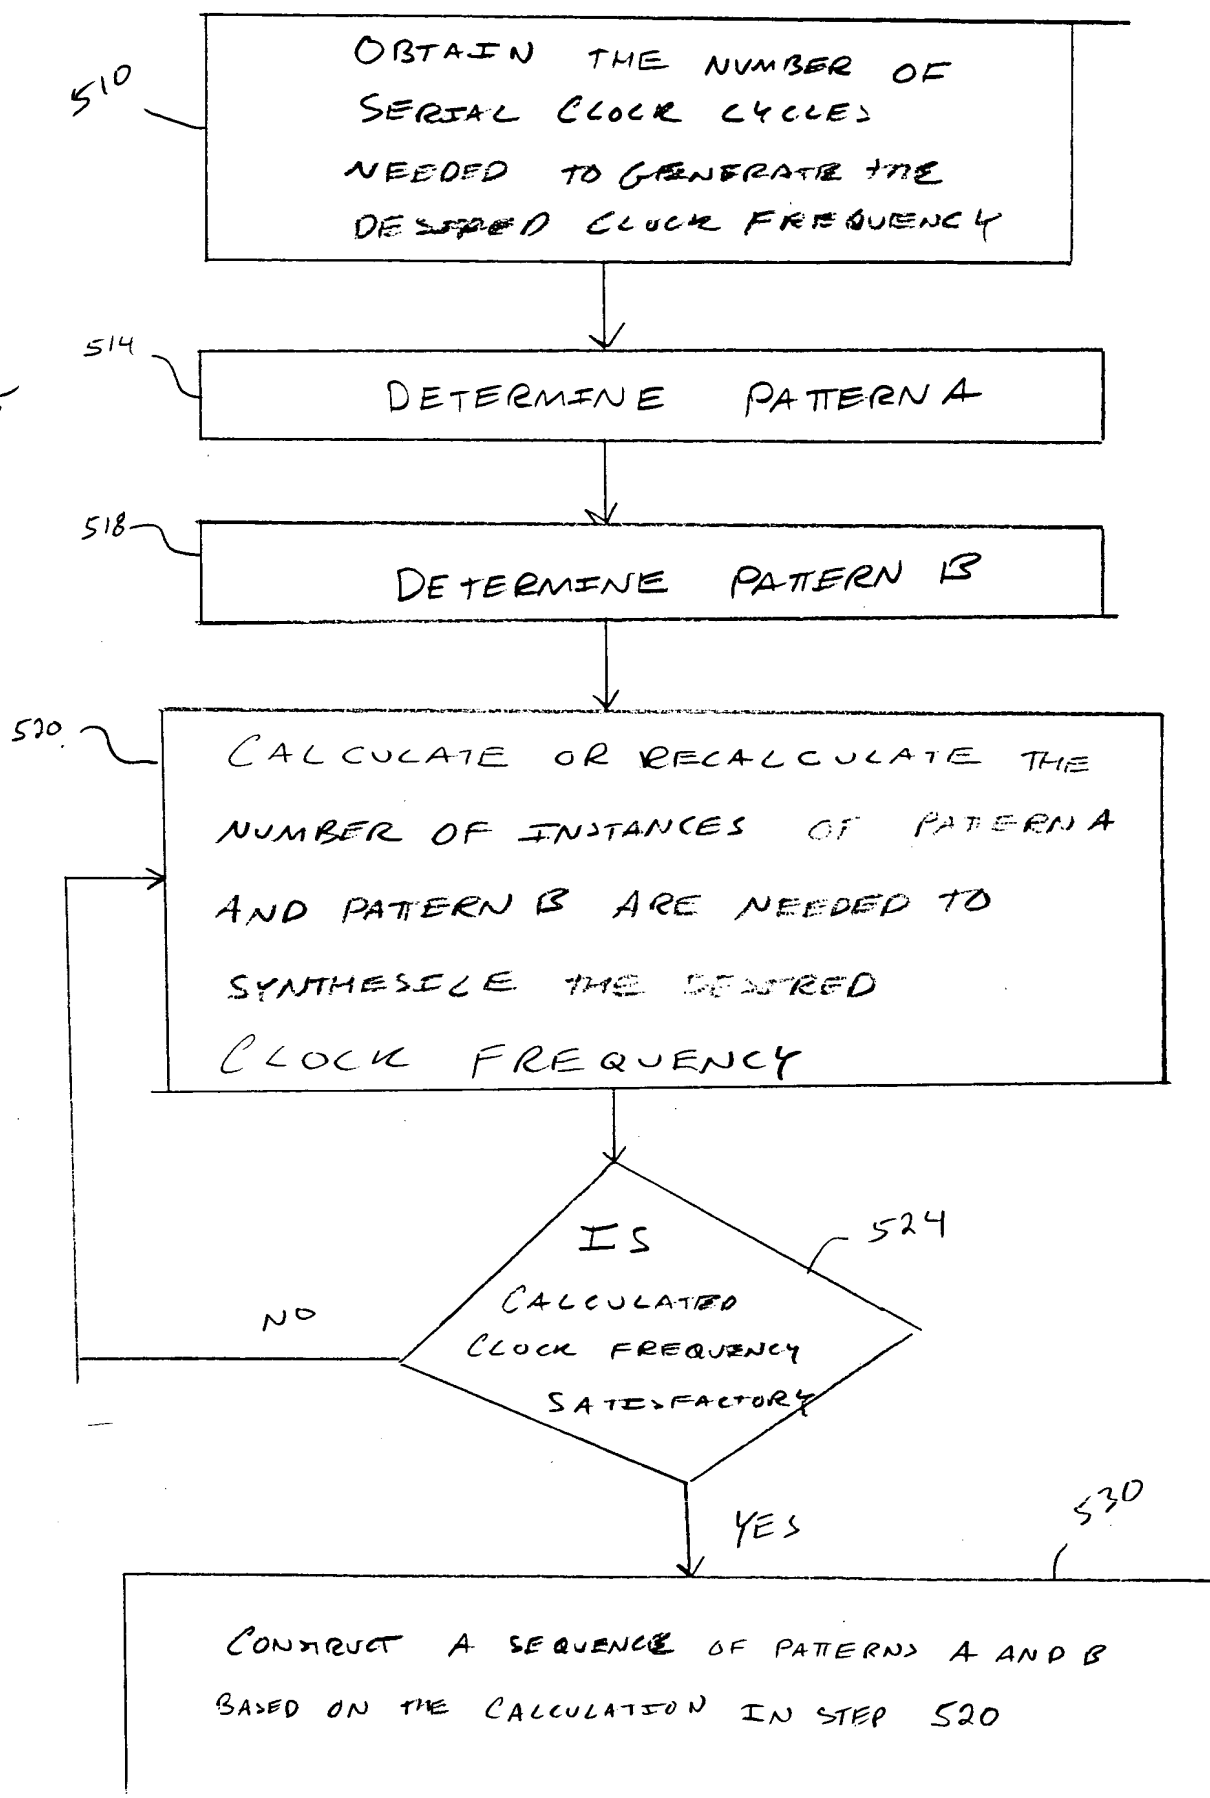 510
OBTAIN THE NUMBER OF
SERIAL CLOCK CYCLES
NEEDED TO GENERATE THE
DESIRED CLOCK FREQUENCY
514
DETERMINE PATTERN A
518
DETERMINE PATTERN B
520
CALCULATE OR RECALCULATE THE
NUMBER OF INSTANCES OF PATTERN A
AND PATTERN B ARE NEEDED TO
SYNTHESIZE THE DESIRED
CLOCK FREQUENCY
524
IS
CALCULATED
CLOCK FREQUENCY
SATISFACTORY
NO
YES
530
CONSTRUCT A SEQUENCE OF PATTERNS A AND B
BASED ON THE CALCULATION IN STEP 520